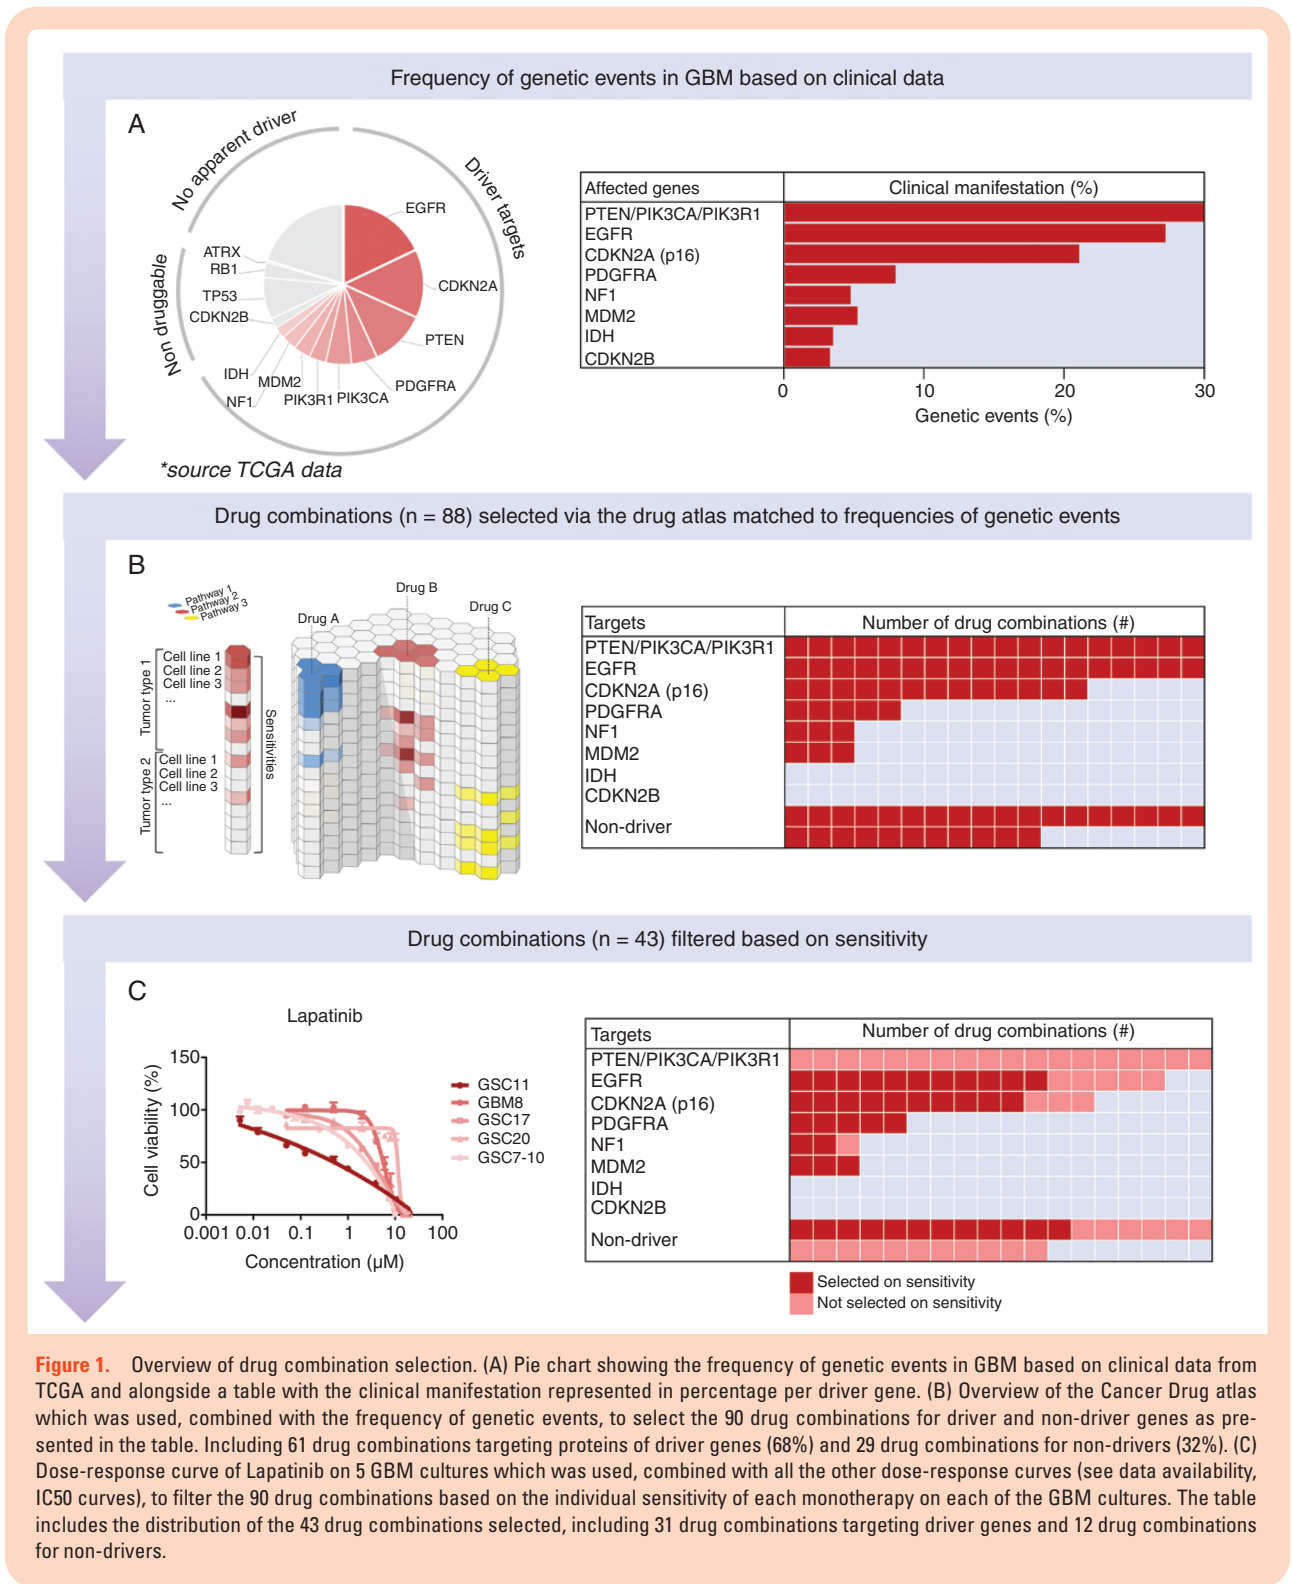 Frequency of genetic events in GBM based on clinical data
A
No apparent driver
Driver targets
Non druggable
EGFR
CDKN2A
PTEN
PDGFRA
PIK3CA
PIK3R1
MDM2
NF1
IDH
CDKN2B
TP53
RB1
ATRX
*source TCGA data
Affected genes
Clinical manifestation (%)
PTEN/PIK3CA/PIK3R1
EGFR
CDKN2A (p16)
PDGFRA
NF1
MDM2
IDH
CDKN2B
0 10 20 30
Genetic events (%)
Drug combinations (n = 88) selected via the drug atlas matched to frequencies of genetic events
B
Pathway 1
Pathway 2
Pathway 3
Tumor type 1
Cell line 1
Cell line 2
Cell line 3
...
Tumor type 2
Cell line 1
Cell line 2
Cell line 3
...
Sensitivities
Drug A
Drug B
Drug C
Targets
Number of drug combinations (#)
PTEN/PIK3CA/PIK3R1
EGFR
CDKN2A (p16)
PDGFRA
NF1
MDM2
IDH
CDKN2B
Non-driver
Drug combinations (n = 43) filtered based on sensitivity
C
Lapatinib
Cell viability (%)
150
100
50
0
0.001 0.01 0.1 1 10 100
Concentration (µM)
GSC11
GBM8
GSC17
GSC20
GSC7-10
Targets
Number of drug combinations (#)
PTEN/PIK3CA/PIK3R1
EGFR
CDKN2A (p16)
PDGFRA
NF1
MDM2
IDH
CDKN2B
Non-driver
Selected on sensitivity
Not selected on sensitivity
Figure 1. Overview of drug combination selection. (A) Pie chart showing the frequency of genetic events in GBM based on clinical data from
TCGA and alongside a table with the clinical manifestation represented in percentage per driver gene. (B) Overview of the Cancer Drug atlas
which was used, combined with the frequency of genetic events, to select the 90 drug combinations for driver and non-driver genes as pre-
sented in the table. Including 61 drug combinations targeting proteins of driver genes (68%) and 29 drug combinations for non-drivers (32%). (C)
Dose-response curve of Lapatinib on 5 GBM cultures which was used, combined with all the other dose-response curves (see data availability,
IC50 curves), to filter the 90 drug combinations based on the individual sensitivity of each monotherapy on each of the GBM cultures. The table
includes the distribution of the 43 drug combinations selected, including 31 drug combinations targeting driver genes and 12 drug combinations
for non-drivers.